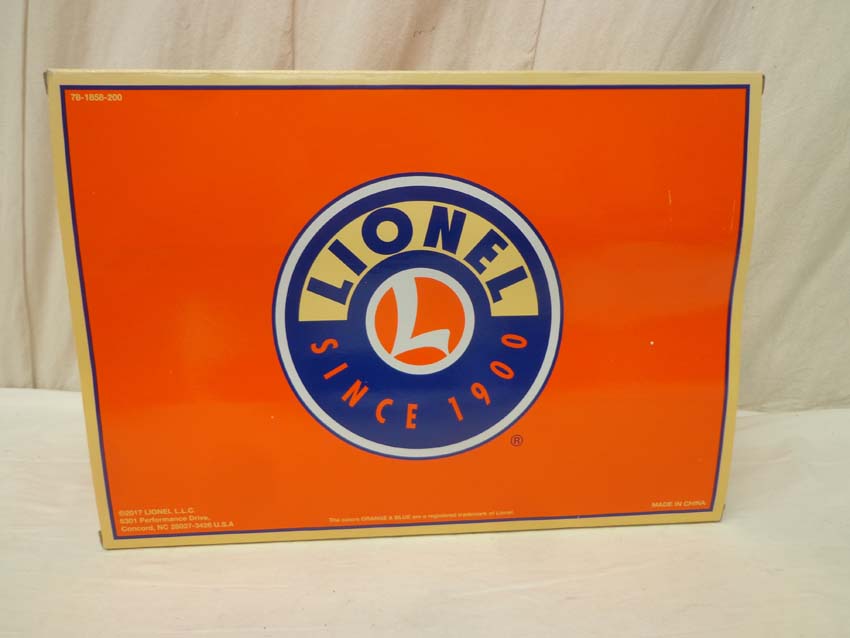 78-1858-200
LIONEL
L
SINCE 1900
®
©2017 LIONEL L.L.C.
6301 Performance Drive,
Concord, NC 28027-3426 U.S.A
The colors ORANGE & BLUE are a registered trademark of Lionel.
MADE IN CHINA